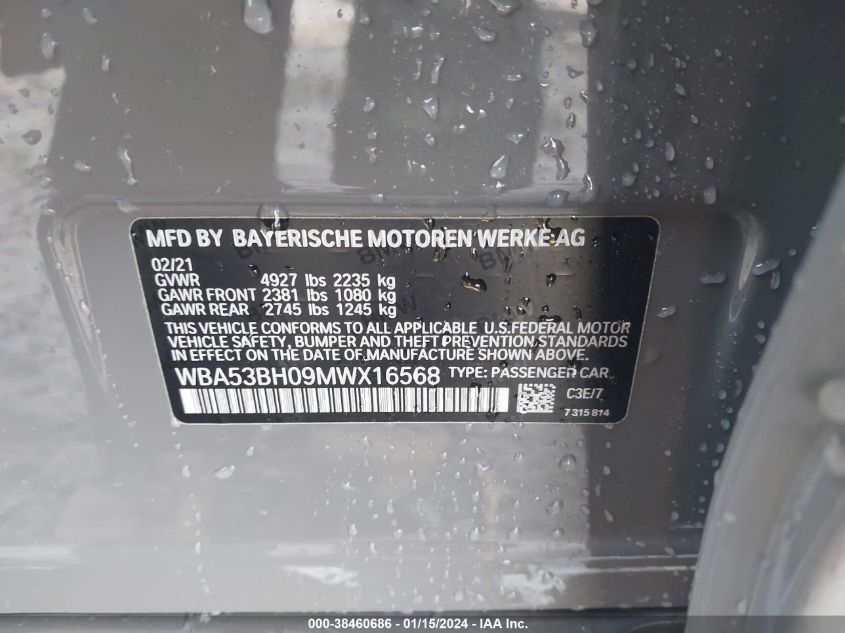 MFD BY BAYERISCHE MOTOREN WERKE AG
02/21
GVWR 4927 lbs 2235 kg
GAWR FRONT 2381 lbs 1080 kg
GAWR REAR 2745 lbs 1245 kg
THIS VEHICLE CONFORMS TO ALL APPLICABLE U.S.FEDERAL MOTOR
VEHICLE SAFETY, BUMPER AND THEFT PREVENTION STANDARDS
IN EFFECT ON THE DATE OF MANUFACTURE SHOWN ABOVE.
WBA53BH09MWX16568 TYPE: PASSENGER CAR
C3E/7
7315814
000-38460686 - 01/15/2024 - IAA, Inc.